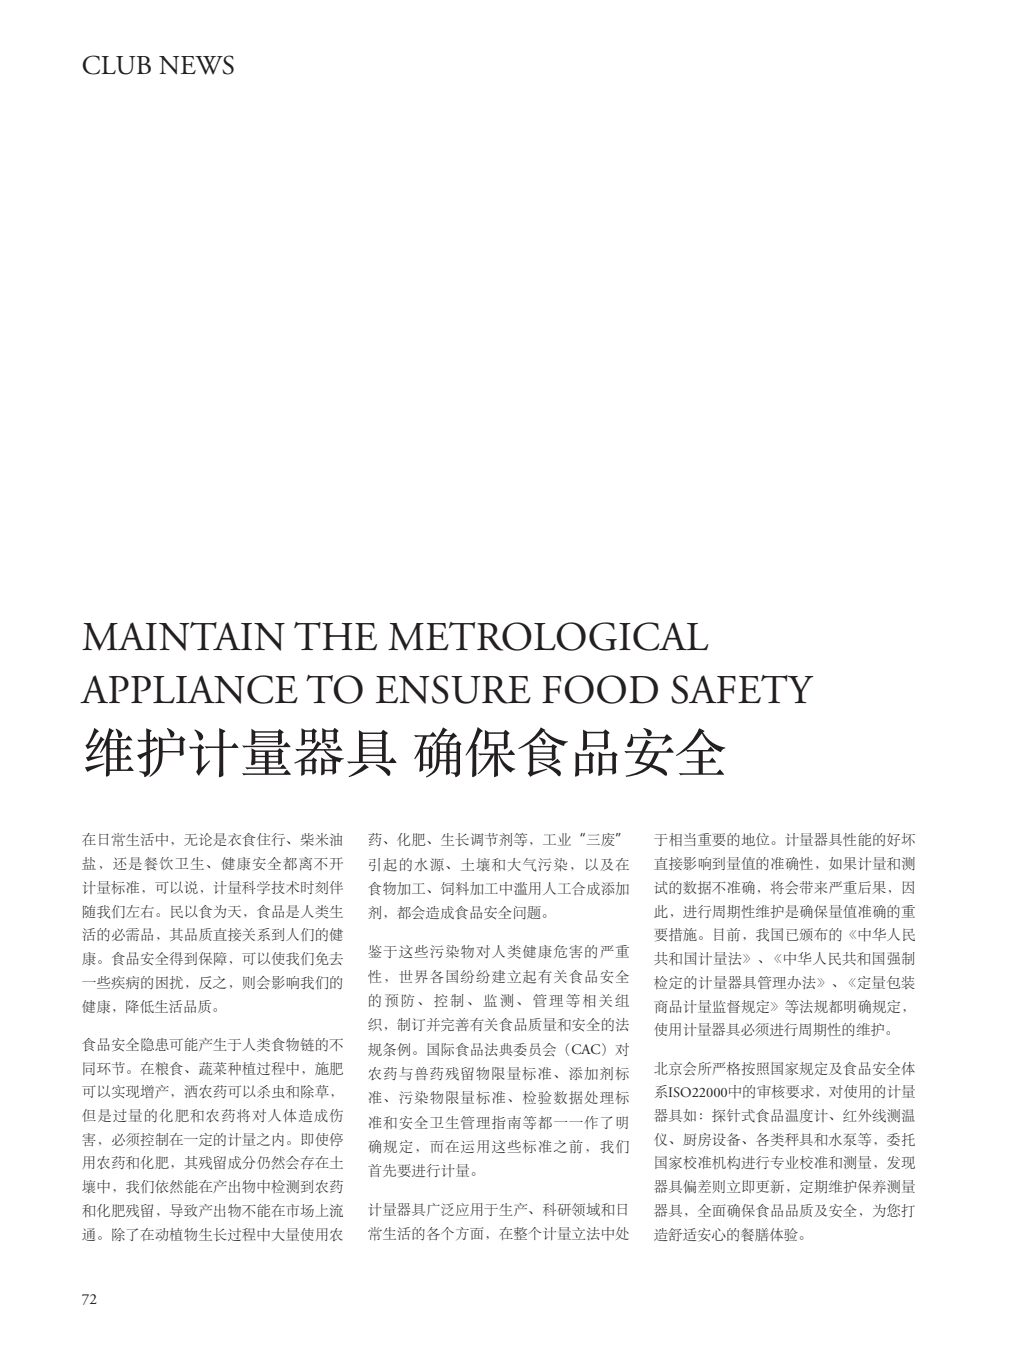 CLUB NEWS
MAINTAIN THE METROLOGICAL
APPLIANCE TO ENSURE FOOD SAFETY
维护计量器具 确保食品安全
在日常生活中，无论是衣食住行、柴米油
盐，还是餐饮卫生、健康安全都离不开
计量标准，可以说，计量科学技术时刻伴
随我们左右。民以食为天，食品是人类生
活的必需品，其品质直接关系到人们的健
康。食品安全得到保障，可以使我们免去
一些疾病的困扰，反之，则会影响我们的
健康，降低生活品质。
食品安全隐患可能产生于人类食物链的不
同环节。在粮食、蔬菜种植过程中，施肥
可以实现增产，洒农药可以杀虫和除草，
但是过量的化肥和农药将对人体造成伤
害，必须控制在一定的计量之内。即使停
用农药和化肥，其残留成分仍然会存在土
壤中，我们依然能在产出物中检测到农药
和化肥残留，导致产出物不能在市场上流
通。除了在动植物生长过程中大量使用农
药、化肥、生长调节剂等，工业“三废”
引起的水源、土壤和大气污染，以及在
食物加工、饲料加工中滥用人工合成添加
剂，都会造成食品安全问题。
鉴于这些污染物对人类健康危害的严重
性，世界各国纷纷建立起有关食品安全
的预防、控制、监测、管理等相关组
织，制订并完善有关食品质量和安全的法
规条例。国际食品法典委员会（CAC）对
农药与兽药残留物限量标准、添加剂标
准、污染物限量标准、检验数据处理标
准和安全卫生管理指南等都一一作了明
确规定，而在运用这些标准之前，我们
首先要进行计量。
计量器具广泛应用于生产、科研领域和日
常生活的各个方面，在整个计量立法中处
于相当重要的地位。计量器具性能的好坏
直接影响到量值的准确性，如果计量和测
试的数据不准确，将会带来严重后果，因
此，进行周期性维护是确保量值准确的重
要措施。目前，我国已颁布的《中华人民
共和国计量法》、《中华人民共和国强制
检定的计量器具管理办法》、《定量包装
商品计量监督规定》等法规都明确规定，
使用计量器具必须进行周期性的维护。
北京会所严格按照国家规定及食品安全体
系ISO22000中的审核要求，对使用的计量
器具如：探针式食品温度计、红外线测温
仪、厨房设备、各类秤具和水泵等，委托
国家校准机构进行专业校准和测量，发现
器具偏差则立即更新，定期维护保养测量
器具，全面确保食品品质及安全，为您打
造舒适安心的餐膳体验。
72